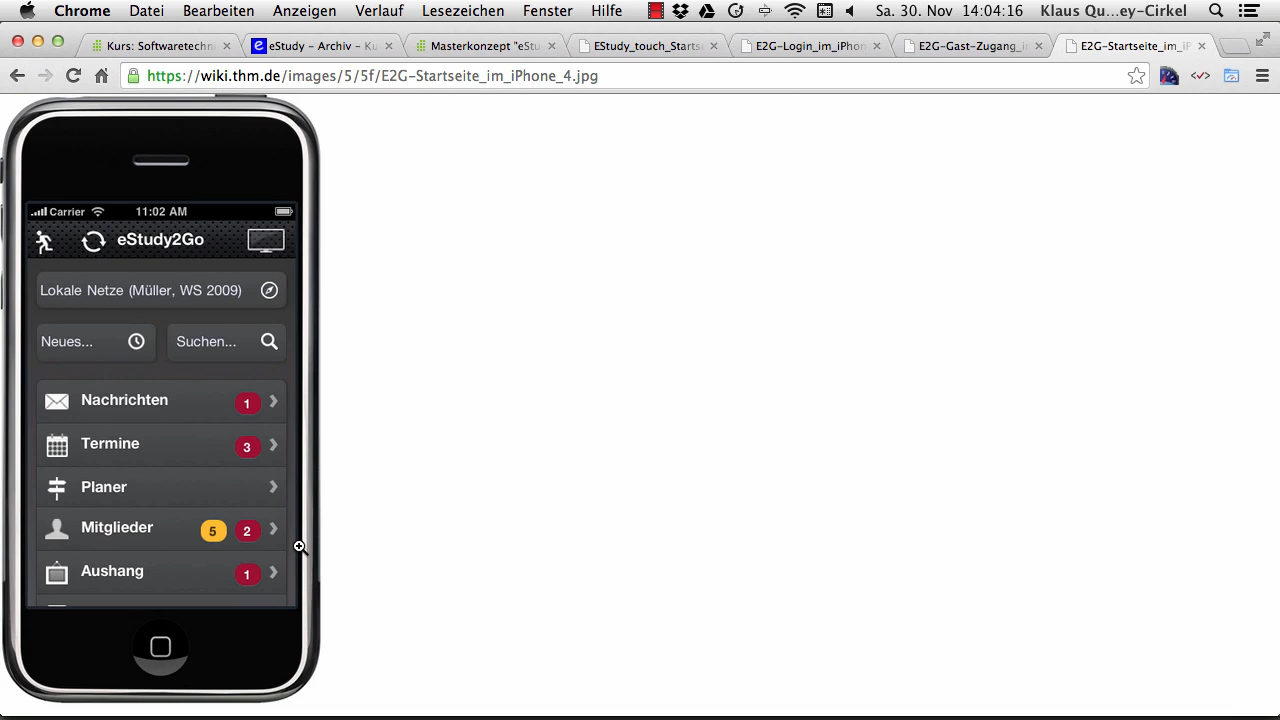 Chrome Datei Bearbeiten Anzeigen Verlauf Lesezeichen Fenster Hilfe Sa. 30. Nov 14:04:16 Klaus Qu...ey-Cirkel
Kurs: Softwaretechn eStudy – Archiv – Ku Masterkonzept "eStu EStudy_touch_Starts E2G-Login_im_iPhon E2G-Gast-Zugang_i E2G-Startseite_im_iP
https://wiki.thm.de/images/5/5f/E2G-Startseite_im_iPhone_4.jpg
Carrier 11:02 AM
eStudy2Go
Lokale Netze (Müller, WS 2009)
Neues... Suchen...
Nachrichten 1
Termine 3
Planer
Mitglieder 5 2
Aushang 1